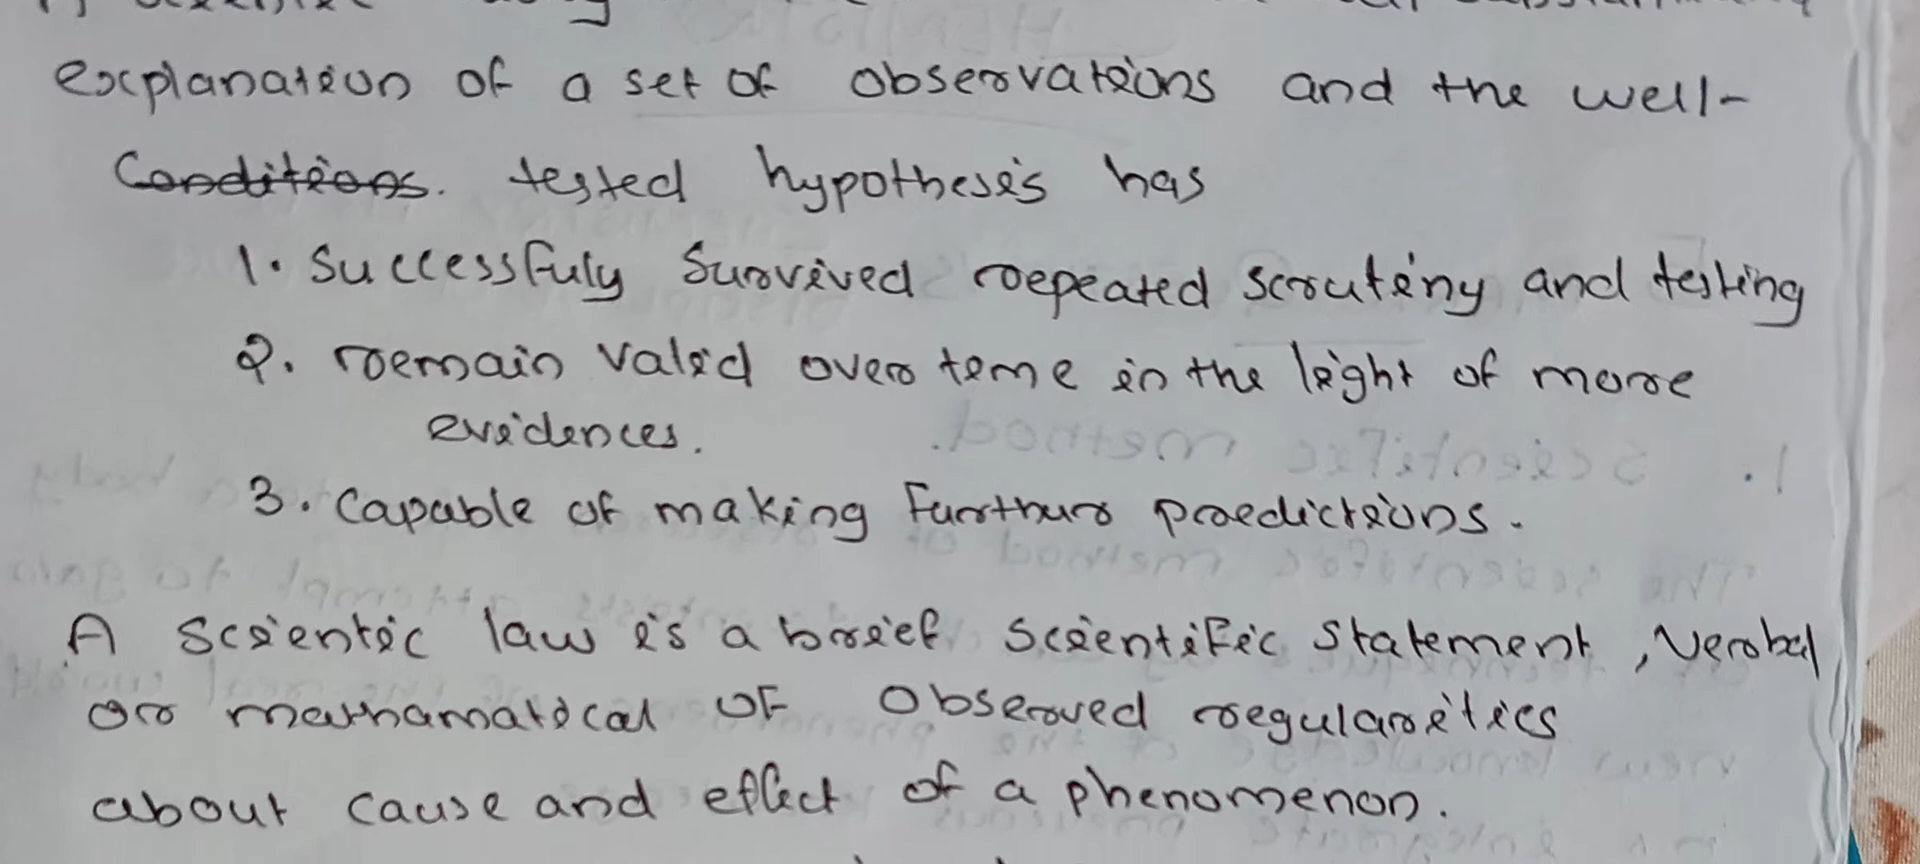 explanation of a set of observations and the well-
Conditions. tested hypothesis has
1. Successfuly Survived repeated scrutiny and testing
2. remain valid over time in the light of more
evidences.
3. Capable of making furthur predictions.
A scientic law is a brief scientific statement, verbal
or mathamatical of observed regularities
about cause and effect of a phenomenon.